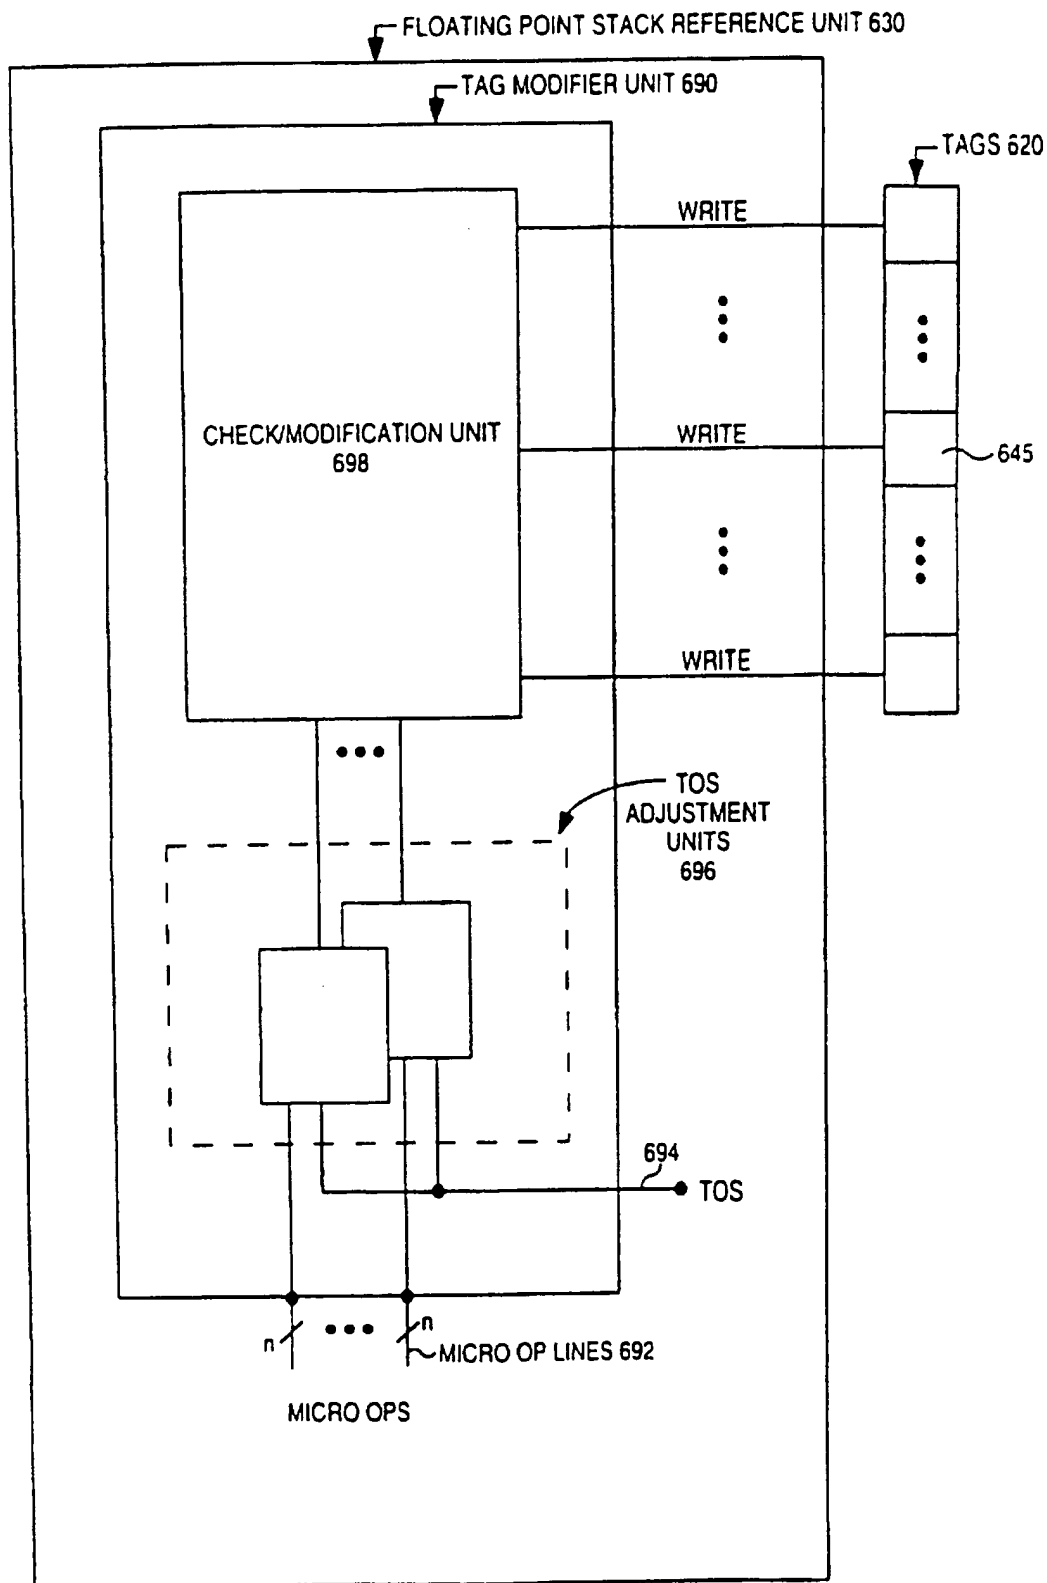 FLOATING POINT STACK REFERENCE UNIT 630
TAG MODIFIER UNIT 690
TAGS 620
WRITE
CHECK/MODIFICATION UNIT
698
WRITE
645
WRITE
TOS
ADJUSTMENT
UNITS
696
694
TOS
n
n
MICRO OP LINES 692
MICRO OPS